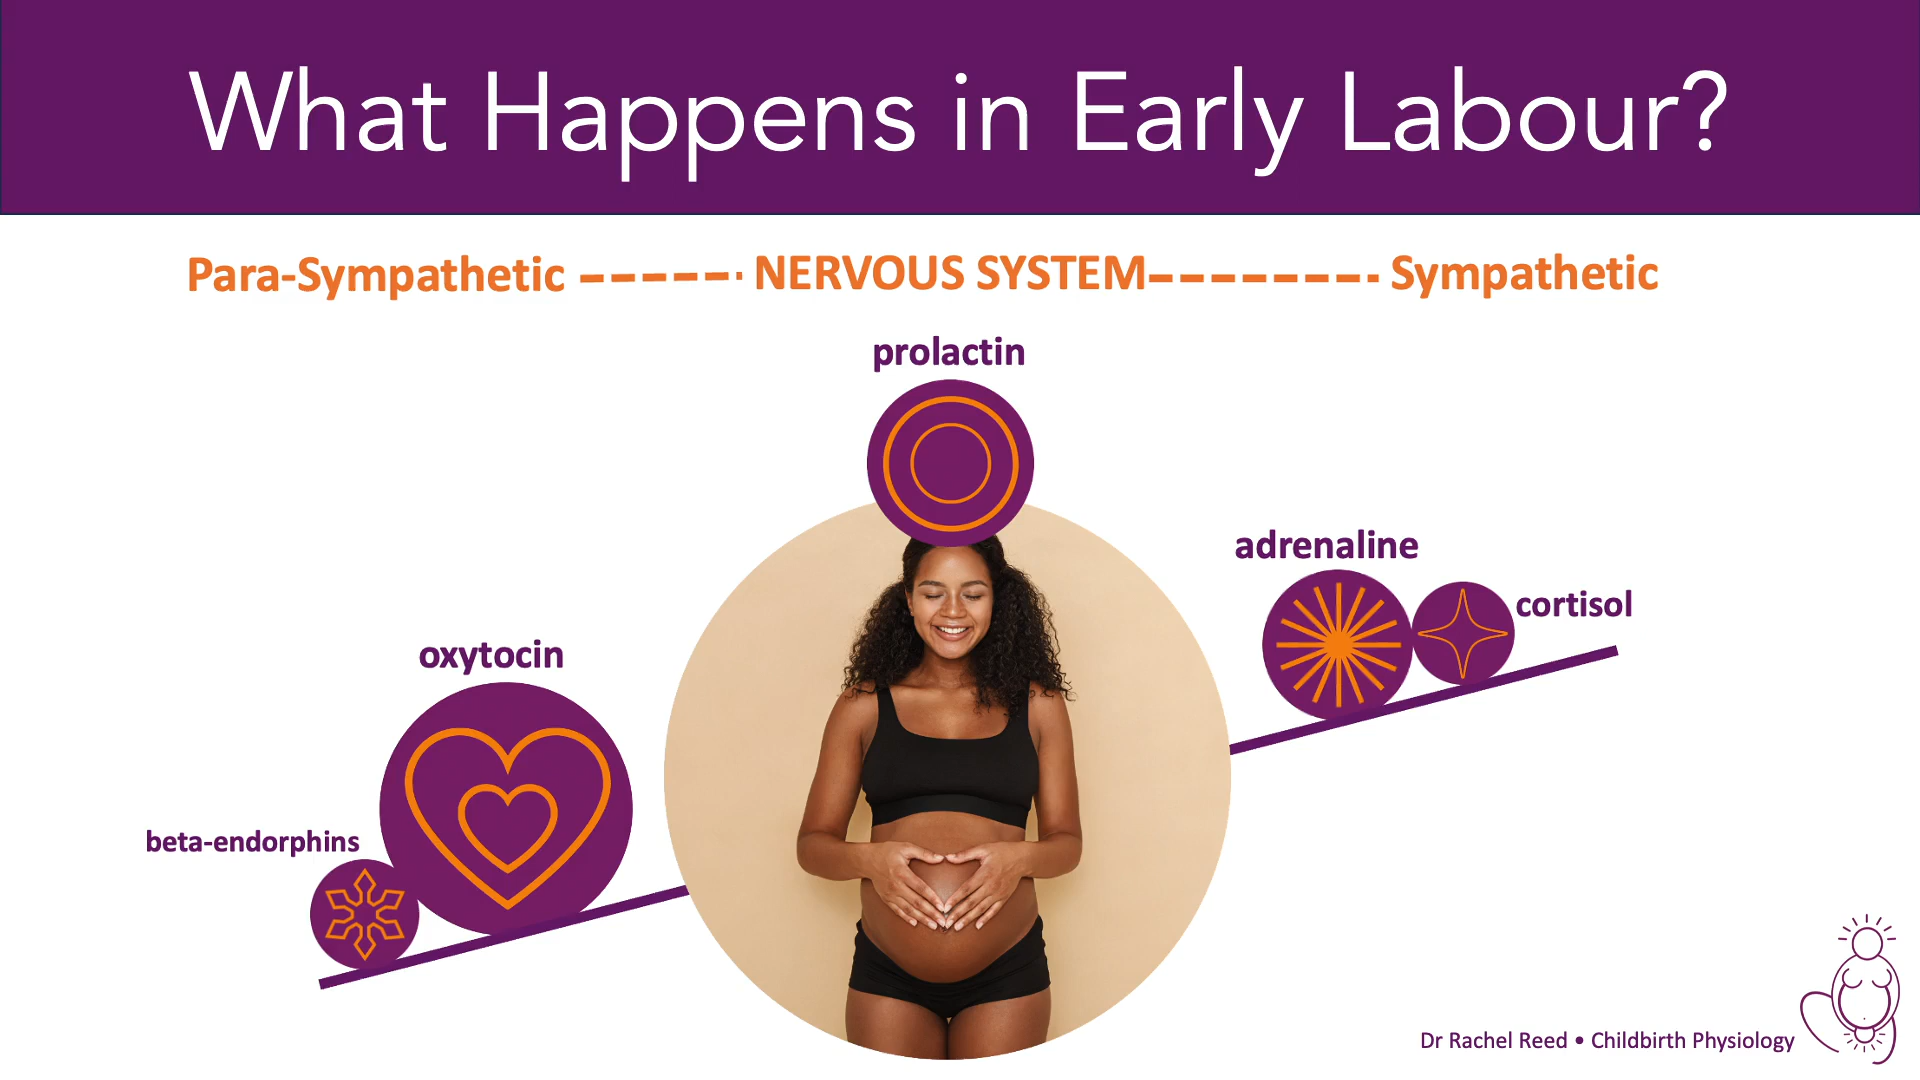 What Happens in Early Labour?
Para-Sympathetic ------ NERVOUS SYSTEM-------- Sympathetic
prolactin
adrenaline
cortisol
oxytocin
beta-endorphins
Dr Rachel Reed • Childbirth Physiology